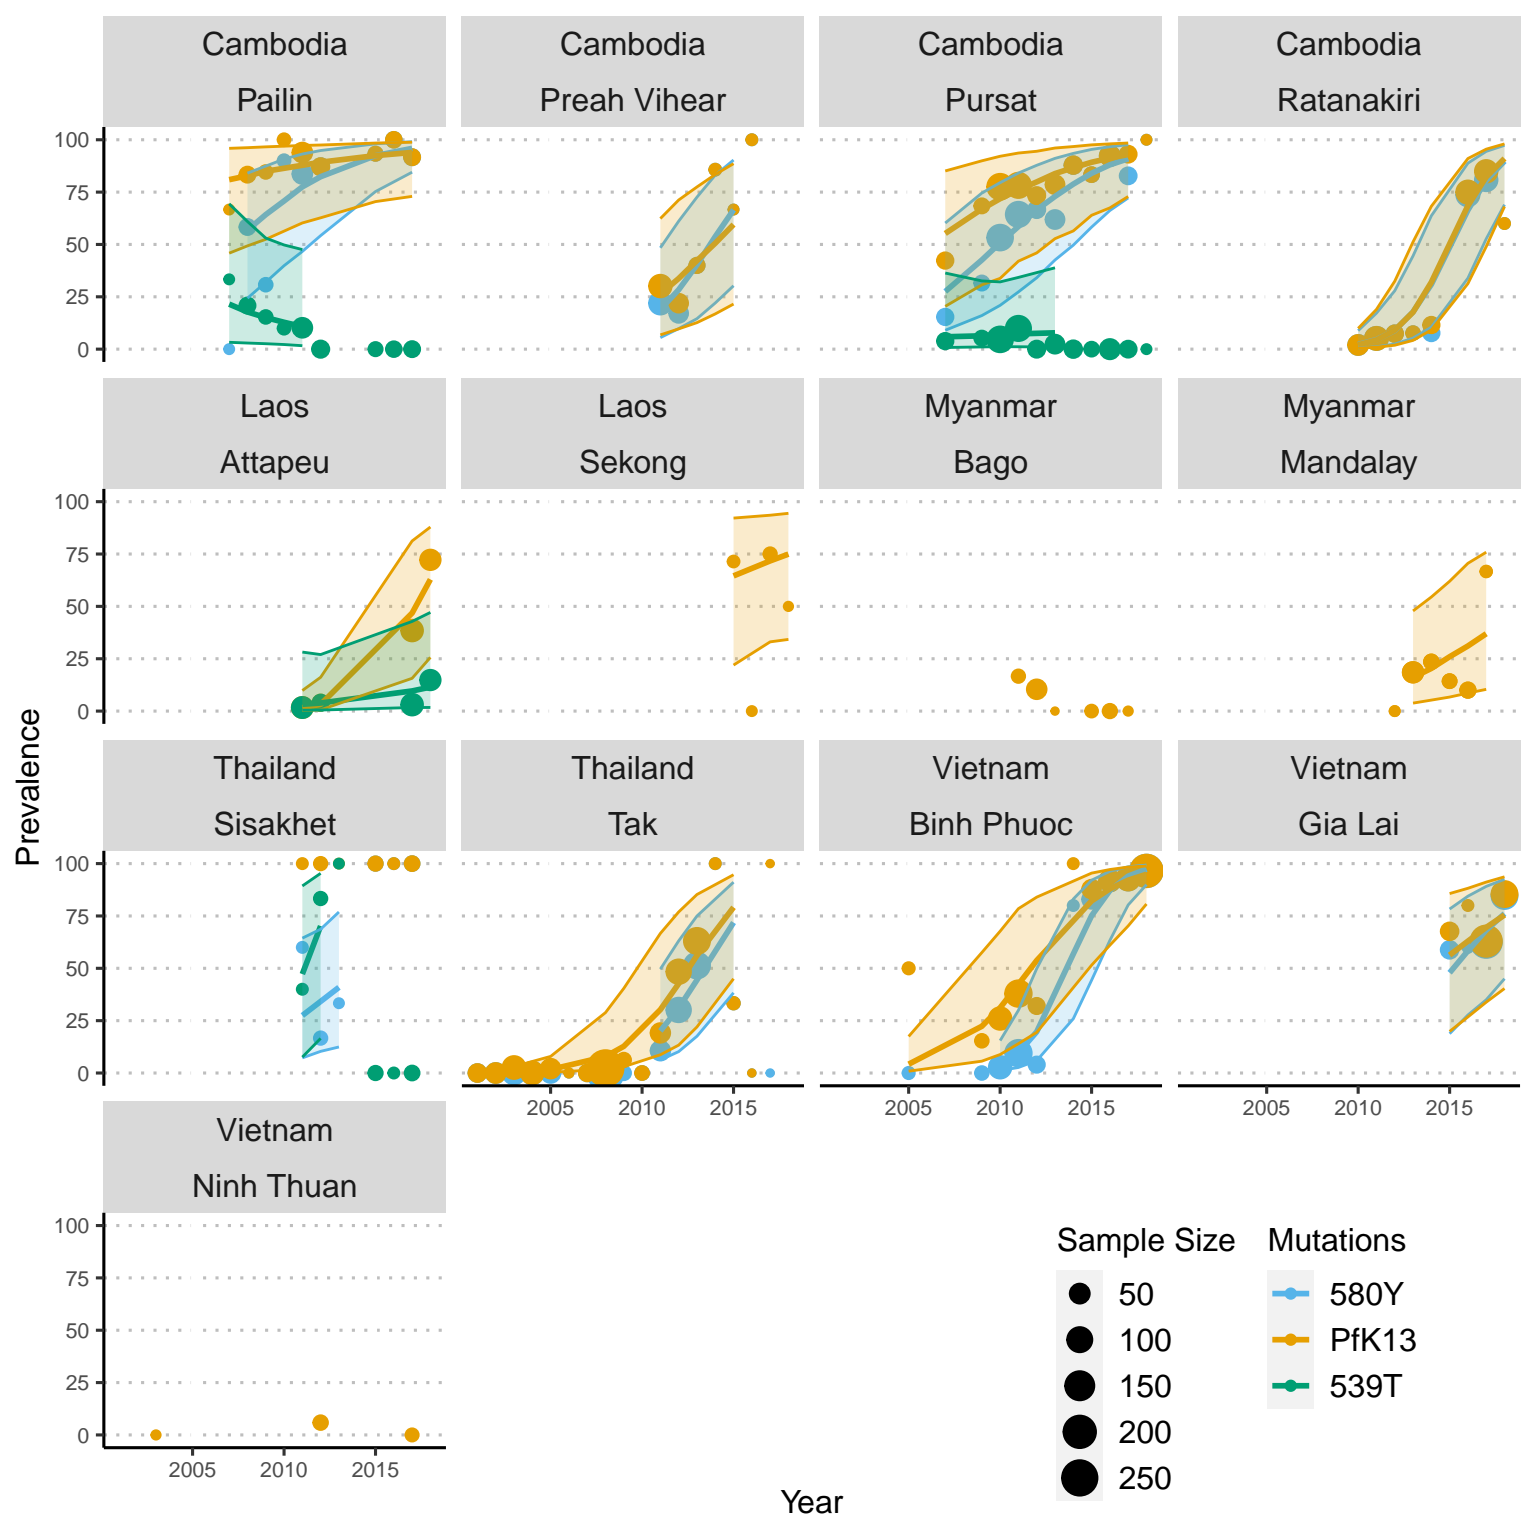 Cambodia
Pailin
Cambodia
Preah Vihear
Cambodia
Pursat
Cambodia
Ratanakiri
100
75
50
25
0
Laos
Attapeu
Laos
Sekong
Myanmar
Bago
Myanmar
Mandalay
100
75
50
25
0
Thailand
Sisakhet
Thailand
Tak
Vietnam
Binh Phuoc
Vietnam
Gia Lai
100
75
50
25
0
2005 2010 2015
2005 2010 2015
2005 2010 2015
Vietnam
Ninh Thuan
100
75
50
25
0
2005 2010 2015
Prevalence
Year
Sample Size
50
100
150
200
250
Mutations
580Y
PfK13
539T